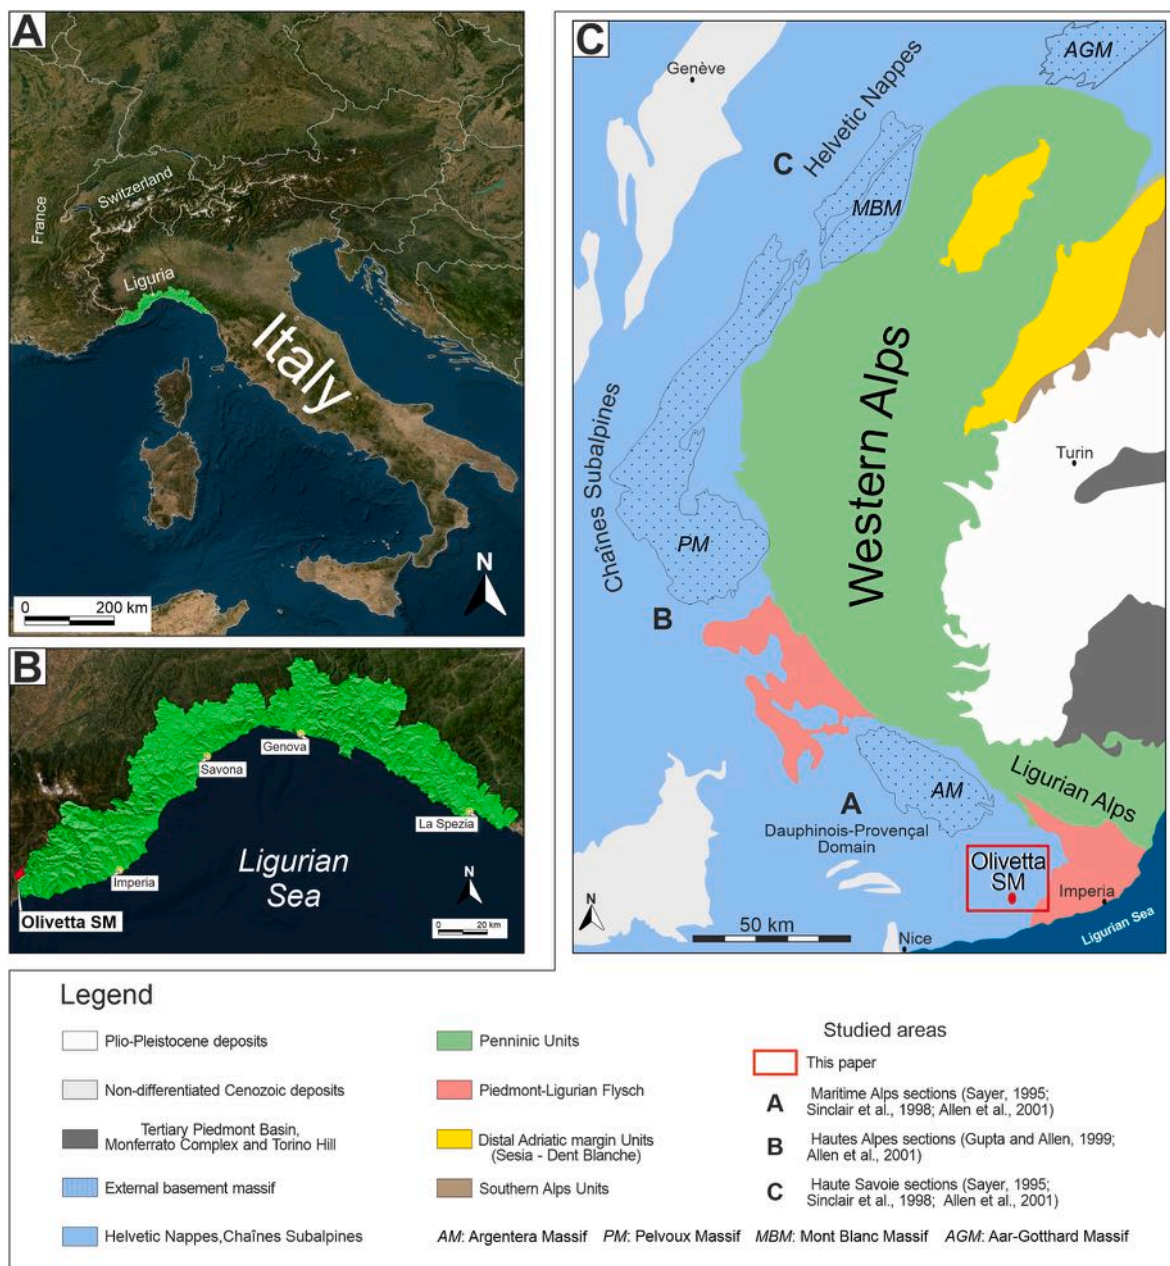 A
France
Switzerland
Liguria
Italy
0 200 km
N
B
Genova
Savona
La Spezia
Imperia
Ligurian
Sea
Olivetta SM
N
0 20 km
C
AGM
Genève
Helvetic Nappes
C
MBM
Chaînes Subalpines
Western Alps
Turin
PM
B
Ligurian Alps
AM
A
Dauphinois-Provençal
Domain
Olivetta
SM
Imperia
N
50 km
Nice
Ligurian Sea
Legend
Plio-Pleistocene deposits
Non-differentiated Cenozoic deposits
Tertiary Piedmont Basin,
Monferrato Complex and Torino Hill
External basement massif
Helvetic Nappes,Chaînes Subalpines
Penninic Units
Piedmont-Ligurian Flysch
Distal Adriatic margin Units
(Sesia - Dent Blanche)
Southern Alps Units
Studied areas
This paper
A Maritime Alps sections (Sayer, 1995;
Sinclair et al., 1998; Allen et al., 2001)
B Hautes Alpes sections (Gupta and Allen, 1999;
Allen et al., 2001)
C Haute Savoie sections (Sayer, 1995;
Sinclair et al., 1998; Allen et al., 2001)
AM: Argentera Massif PM: Pelvoux Massif MBM: Mont Blanc Massif AGM: Aar-Gotthard Massif